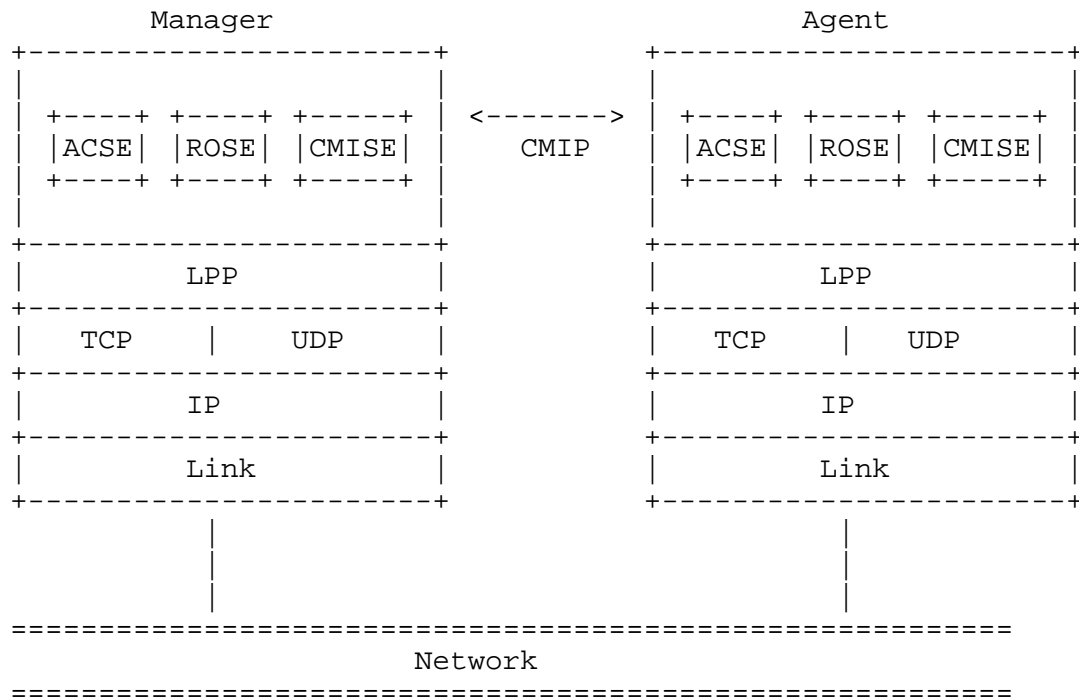 Manager Agent
<------->
ACSE ROSE CMISE CMIP ACSE ROSE CMISE
LPP LPP
TCP | UDP TCP | UDP
IP IP
Link Link
Network